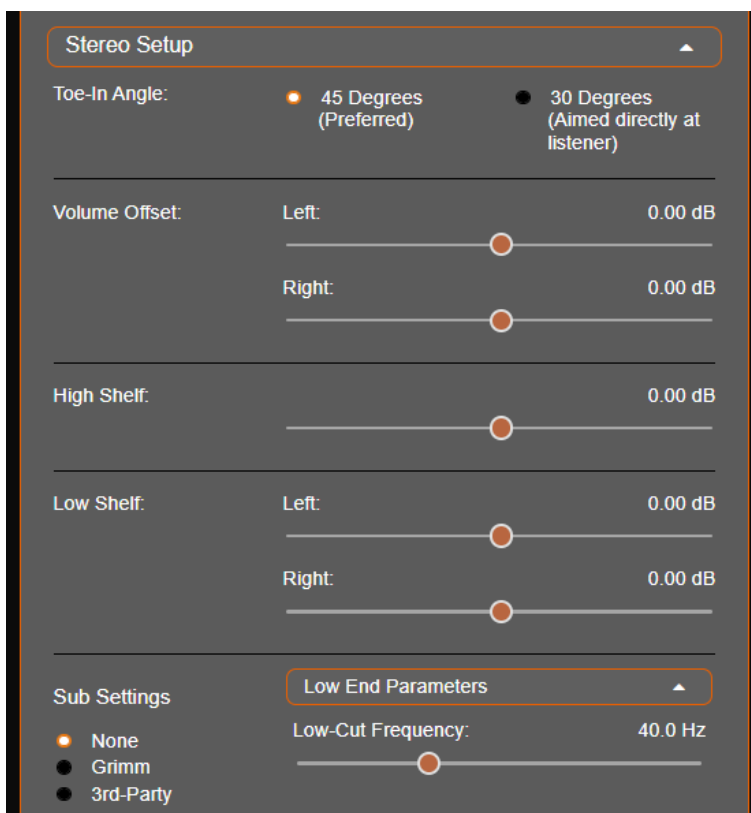 Stereo Setup
Toe-In Angle:
45 Degrees
(Preferred)
30 Degrees
(Aimed directly at
listener)
Volume Offset:
Left:
0.00 dB
Right:
0.00 dB
High Shelf:
0.00 dB
Low Shelf:
Left:
0.00 dB
Right:
0.00 dB
Sub Settings
None
Grimm
3rd-Party
Low End Parameters
Low-Cut Frequency:
40.0 Hz